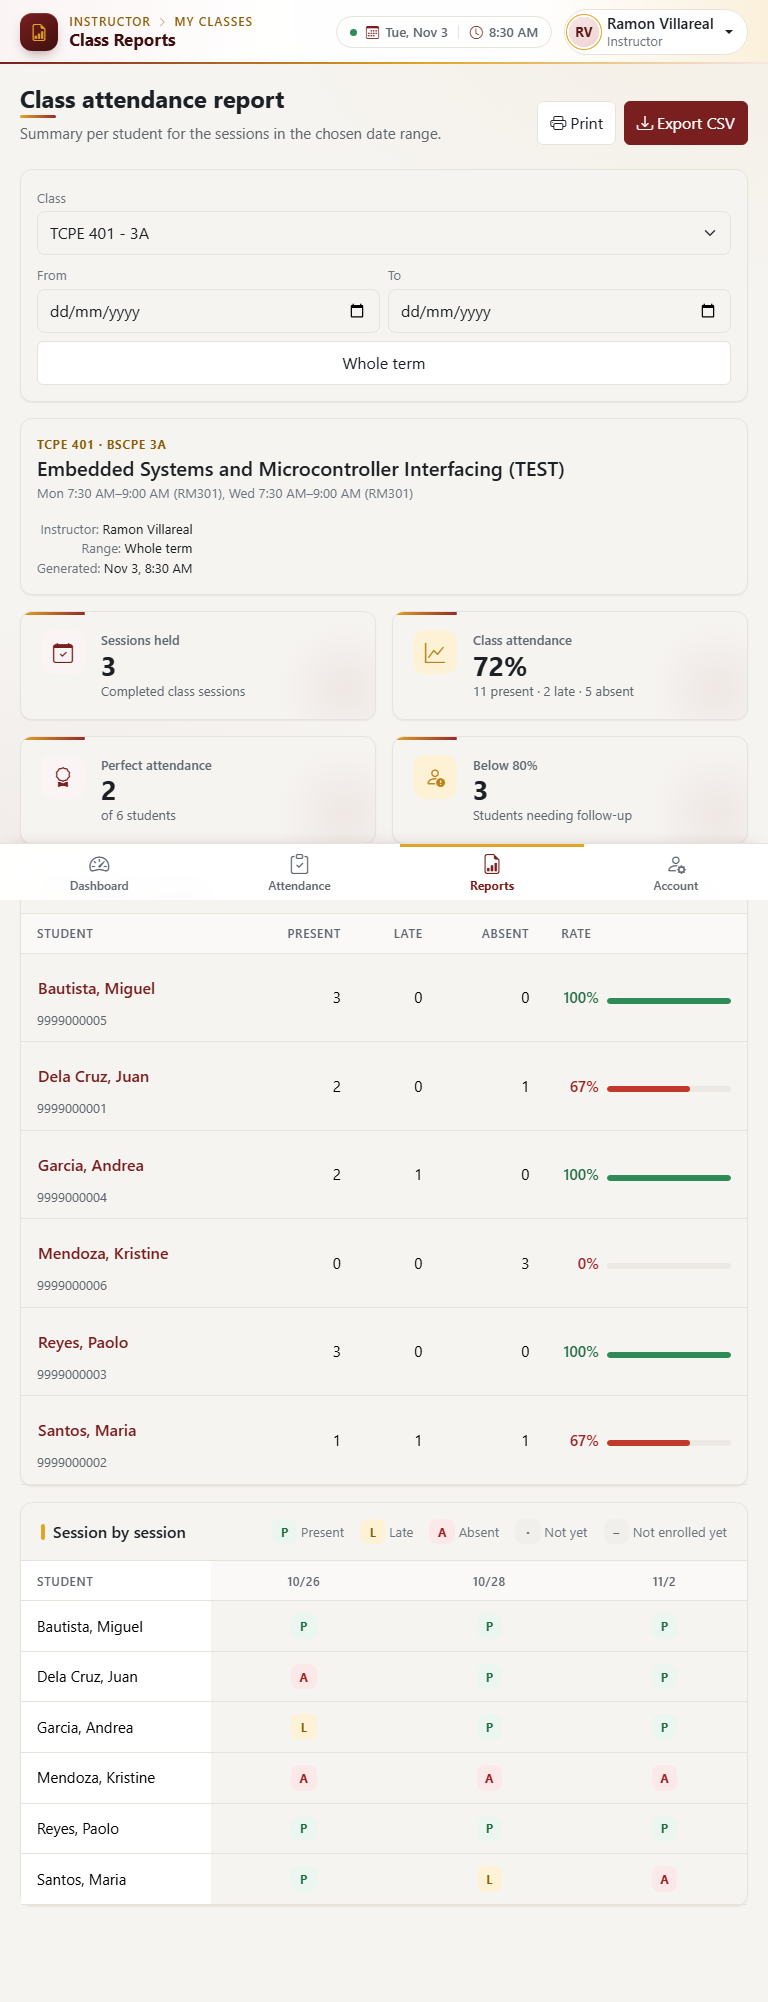 INSTRUCTOR > MY CLASSES
Class Reports
Tue, Nov 3
8:30 AM
RV
Ramon Villareal
Instructor
Class attendance report
Summary per student for the sessions in the chosen date range.
Print
Export CSV
Class
TCPE 401 - 3A
From
To
dd/mm/yyyy
dd/mm/yyyy
Whole term
TCPE 401 · BSCPE 3A
Embedded Systems and Microcontroller Interfacing (TEST)
Mon 7:30 AM–9:00 AM (RM301), Wed 7:30 AM–9:00 AM (RM301)
Instructor: Ramon Villareal
Range: Whole term
Generated: Nov 3, 8:30 AM
Sessions held
3
Completed class sessions
Class attendance
72%
11 present · 2 late · 5 absent
Perfect attendance
2
of 6 students
Below 80%
3
Students needing follow-up
Dashboard
Attendance
Reports
Account
STUDENT PRESENT LATE ABSENT RATE
Bautista, Miguel
9999000005
3 0 0 100%
Dela Cruz, Juan
9999000001
2 0 1 67%
Garcia, Andrea
9999000004
2 1 0 100%
Mendoza, Kristine
9999000006
0 0 3 0%
Reyes, Paolo
9999000003
3 0 0 100%
Santos, Maria
9999000002
1 1 1 67%
Session by session
P Present L Late A Absent · Not yet – Not enrolled yet
STUDENT 10/26 10/28 11/2
Bautista, Miguel P P P
Dela Cruz, Juan A P P
Garcia, Andrea L P P
Mendoza, Kristine A A A
Reyes, Paolo P P P
Santos, Maria P L A